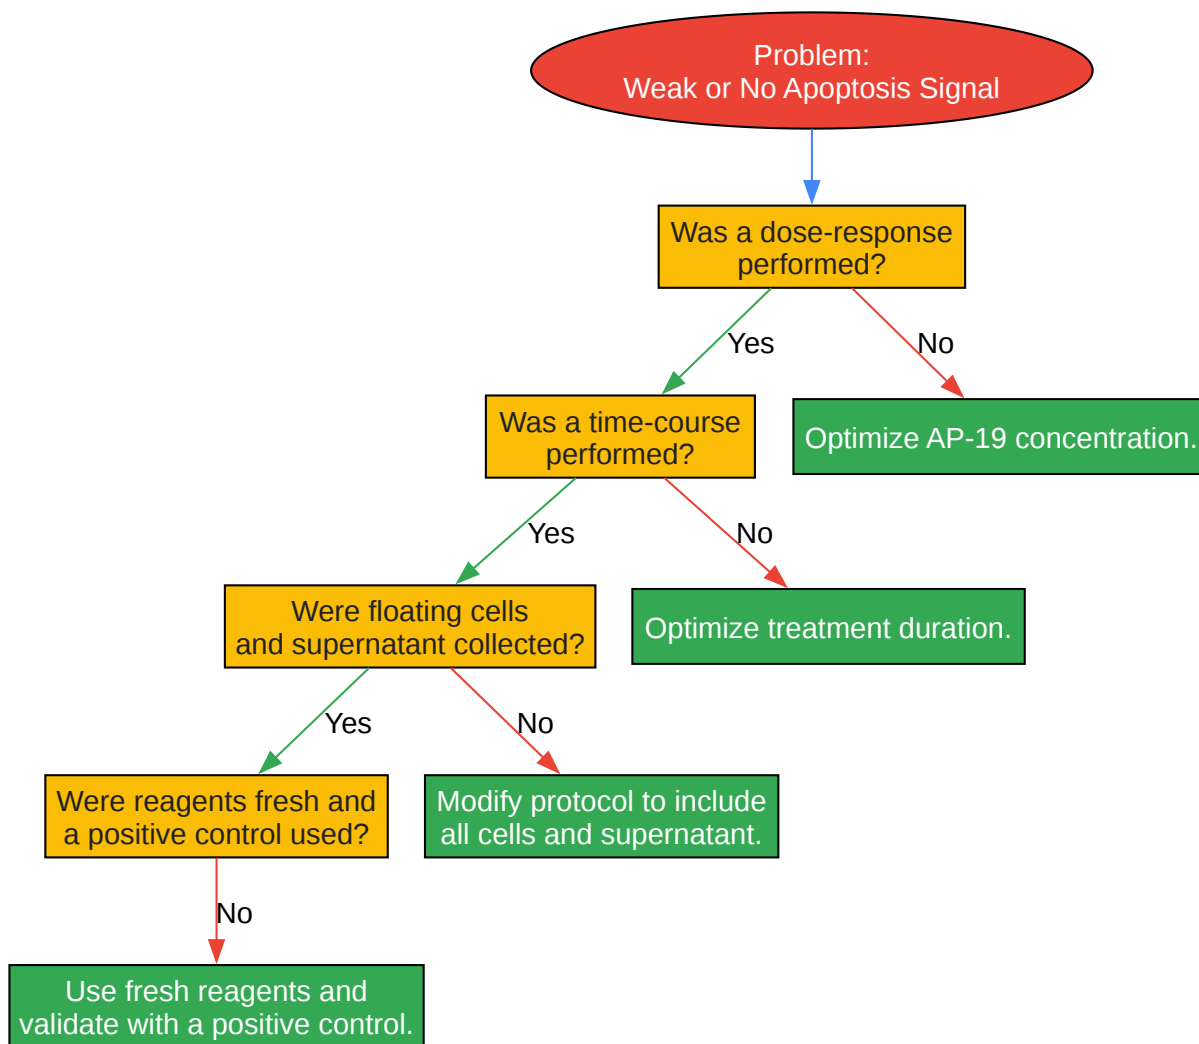 Problem:
Weak or No Apoptosis Signal
Was a dose-response
performed?
Yes
No
Was a time-course
performed?
Optimize AP-19 concentration.
Yes
No
Were floating cells
and supernatant collected?
Optimize treatment duration.
Yes
No
Were reagents fresh and
a positive control used?
Modify protocol to include
all cells and supernatant.
No
Use fresh reagents and
validate with a positive control.